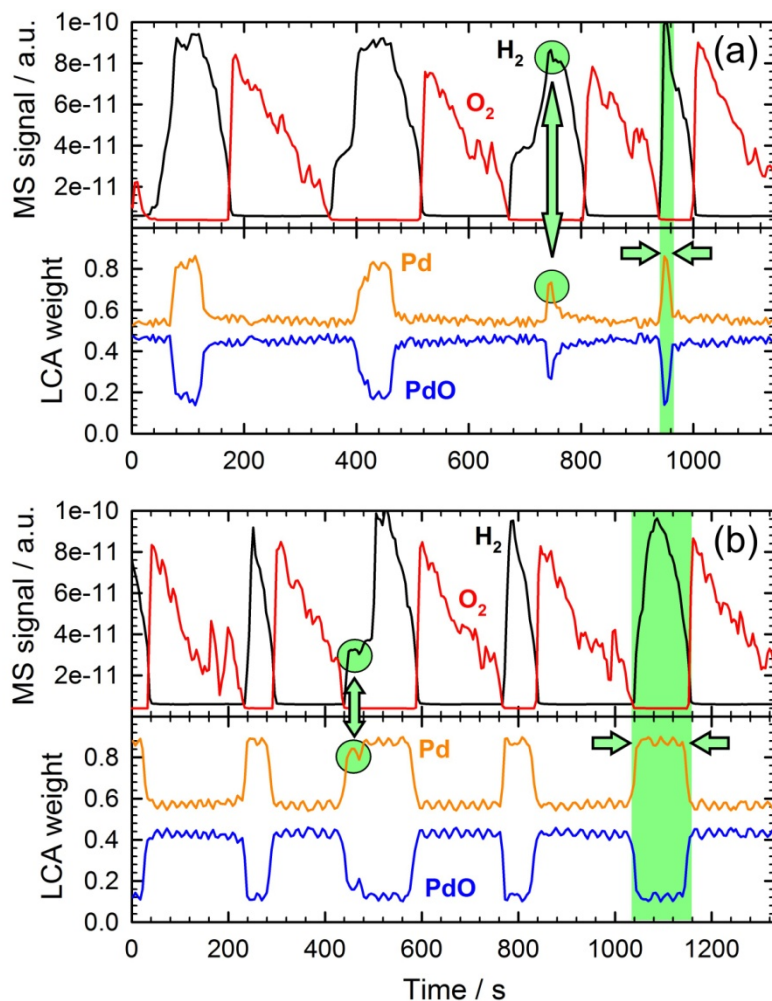 1e-10
8e-11
6e-11
4e-11
2e-11
MS signal / a.u.
H2
O2
(a)
0.8
0.6
0.4
0.2
0.0
LCA weight
Pd
PdO
0 200 400 600 800 1000
1e-10
8e-11
6e-11
4e-11
2e-11
MS signal / a.u.
H2
O2
(b)
0.8
0.6
0.4
0.2
0.0
LCA weight
Pd
PdO
0 200 400 600 800 1000 1200
Time / s